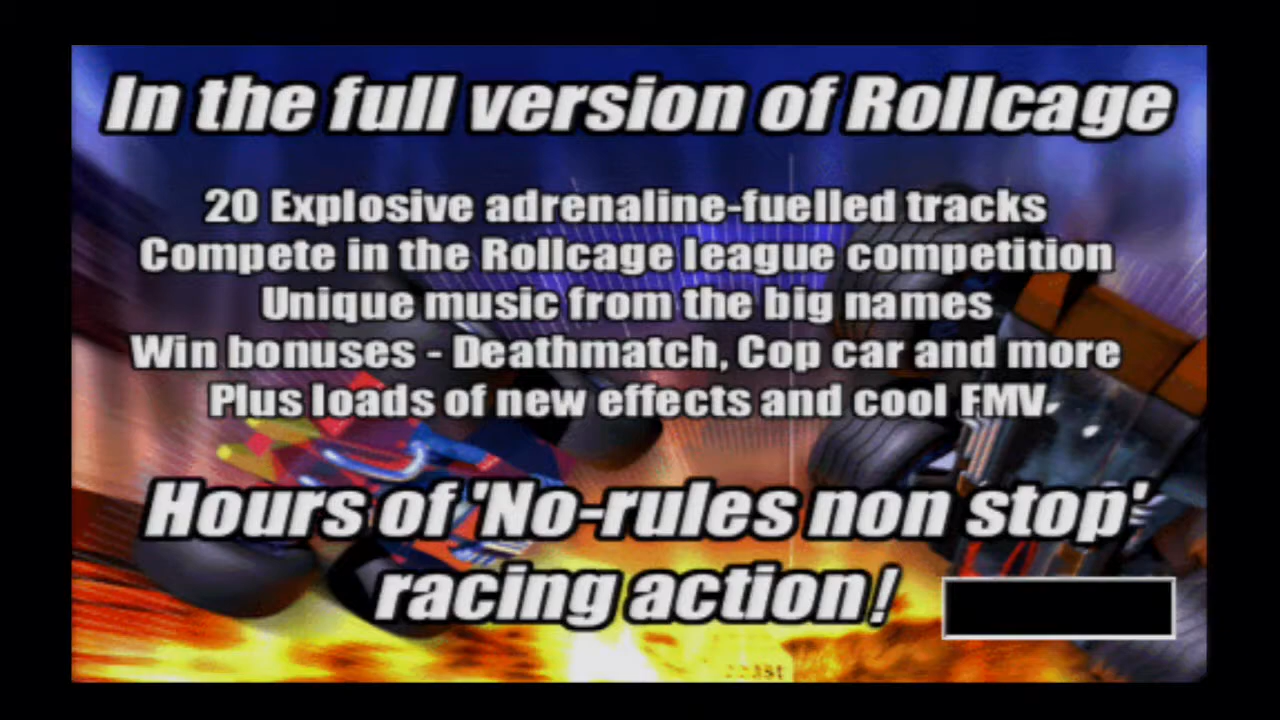 In the full version of Rollcage
20 Explosive adrenaline-fuelled tracks
Compete in the Rollcage league competition
Unique music from the big names
Win bonuses - Deathmatch, Cop car and more
Plus loads of new effects and cool FMV.
Hours of 'No-rules non stop'
racing action!